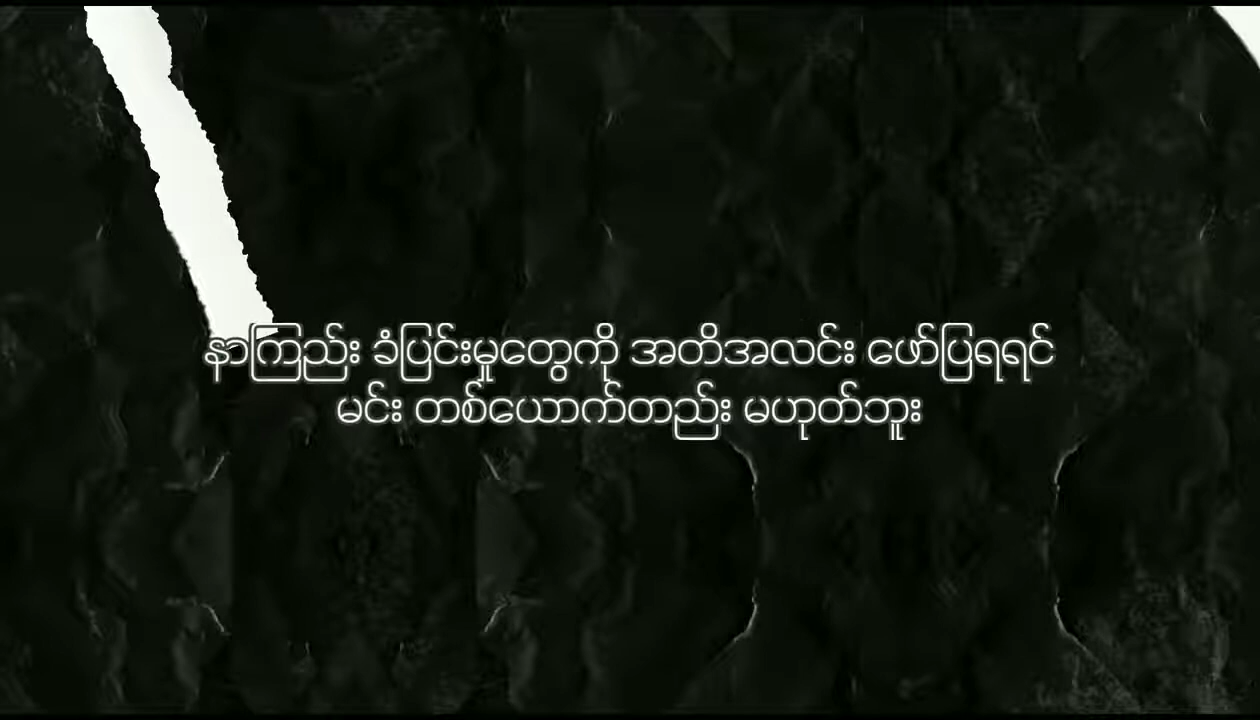 နာကြည်း ခံပြင်းမှုတွေကို အတိအလင်း ဖော်ပြရရင်
မင်း တစ်ယောက်တည်း မဟုတ်ဘူး